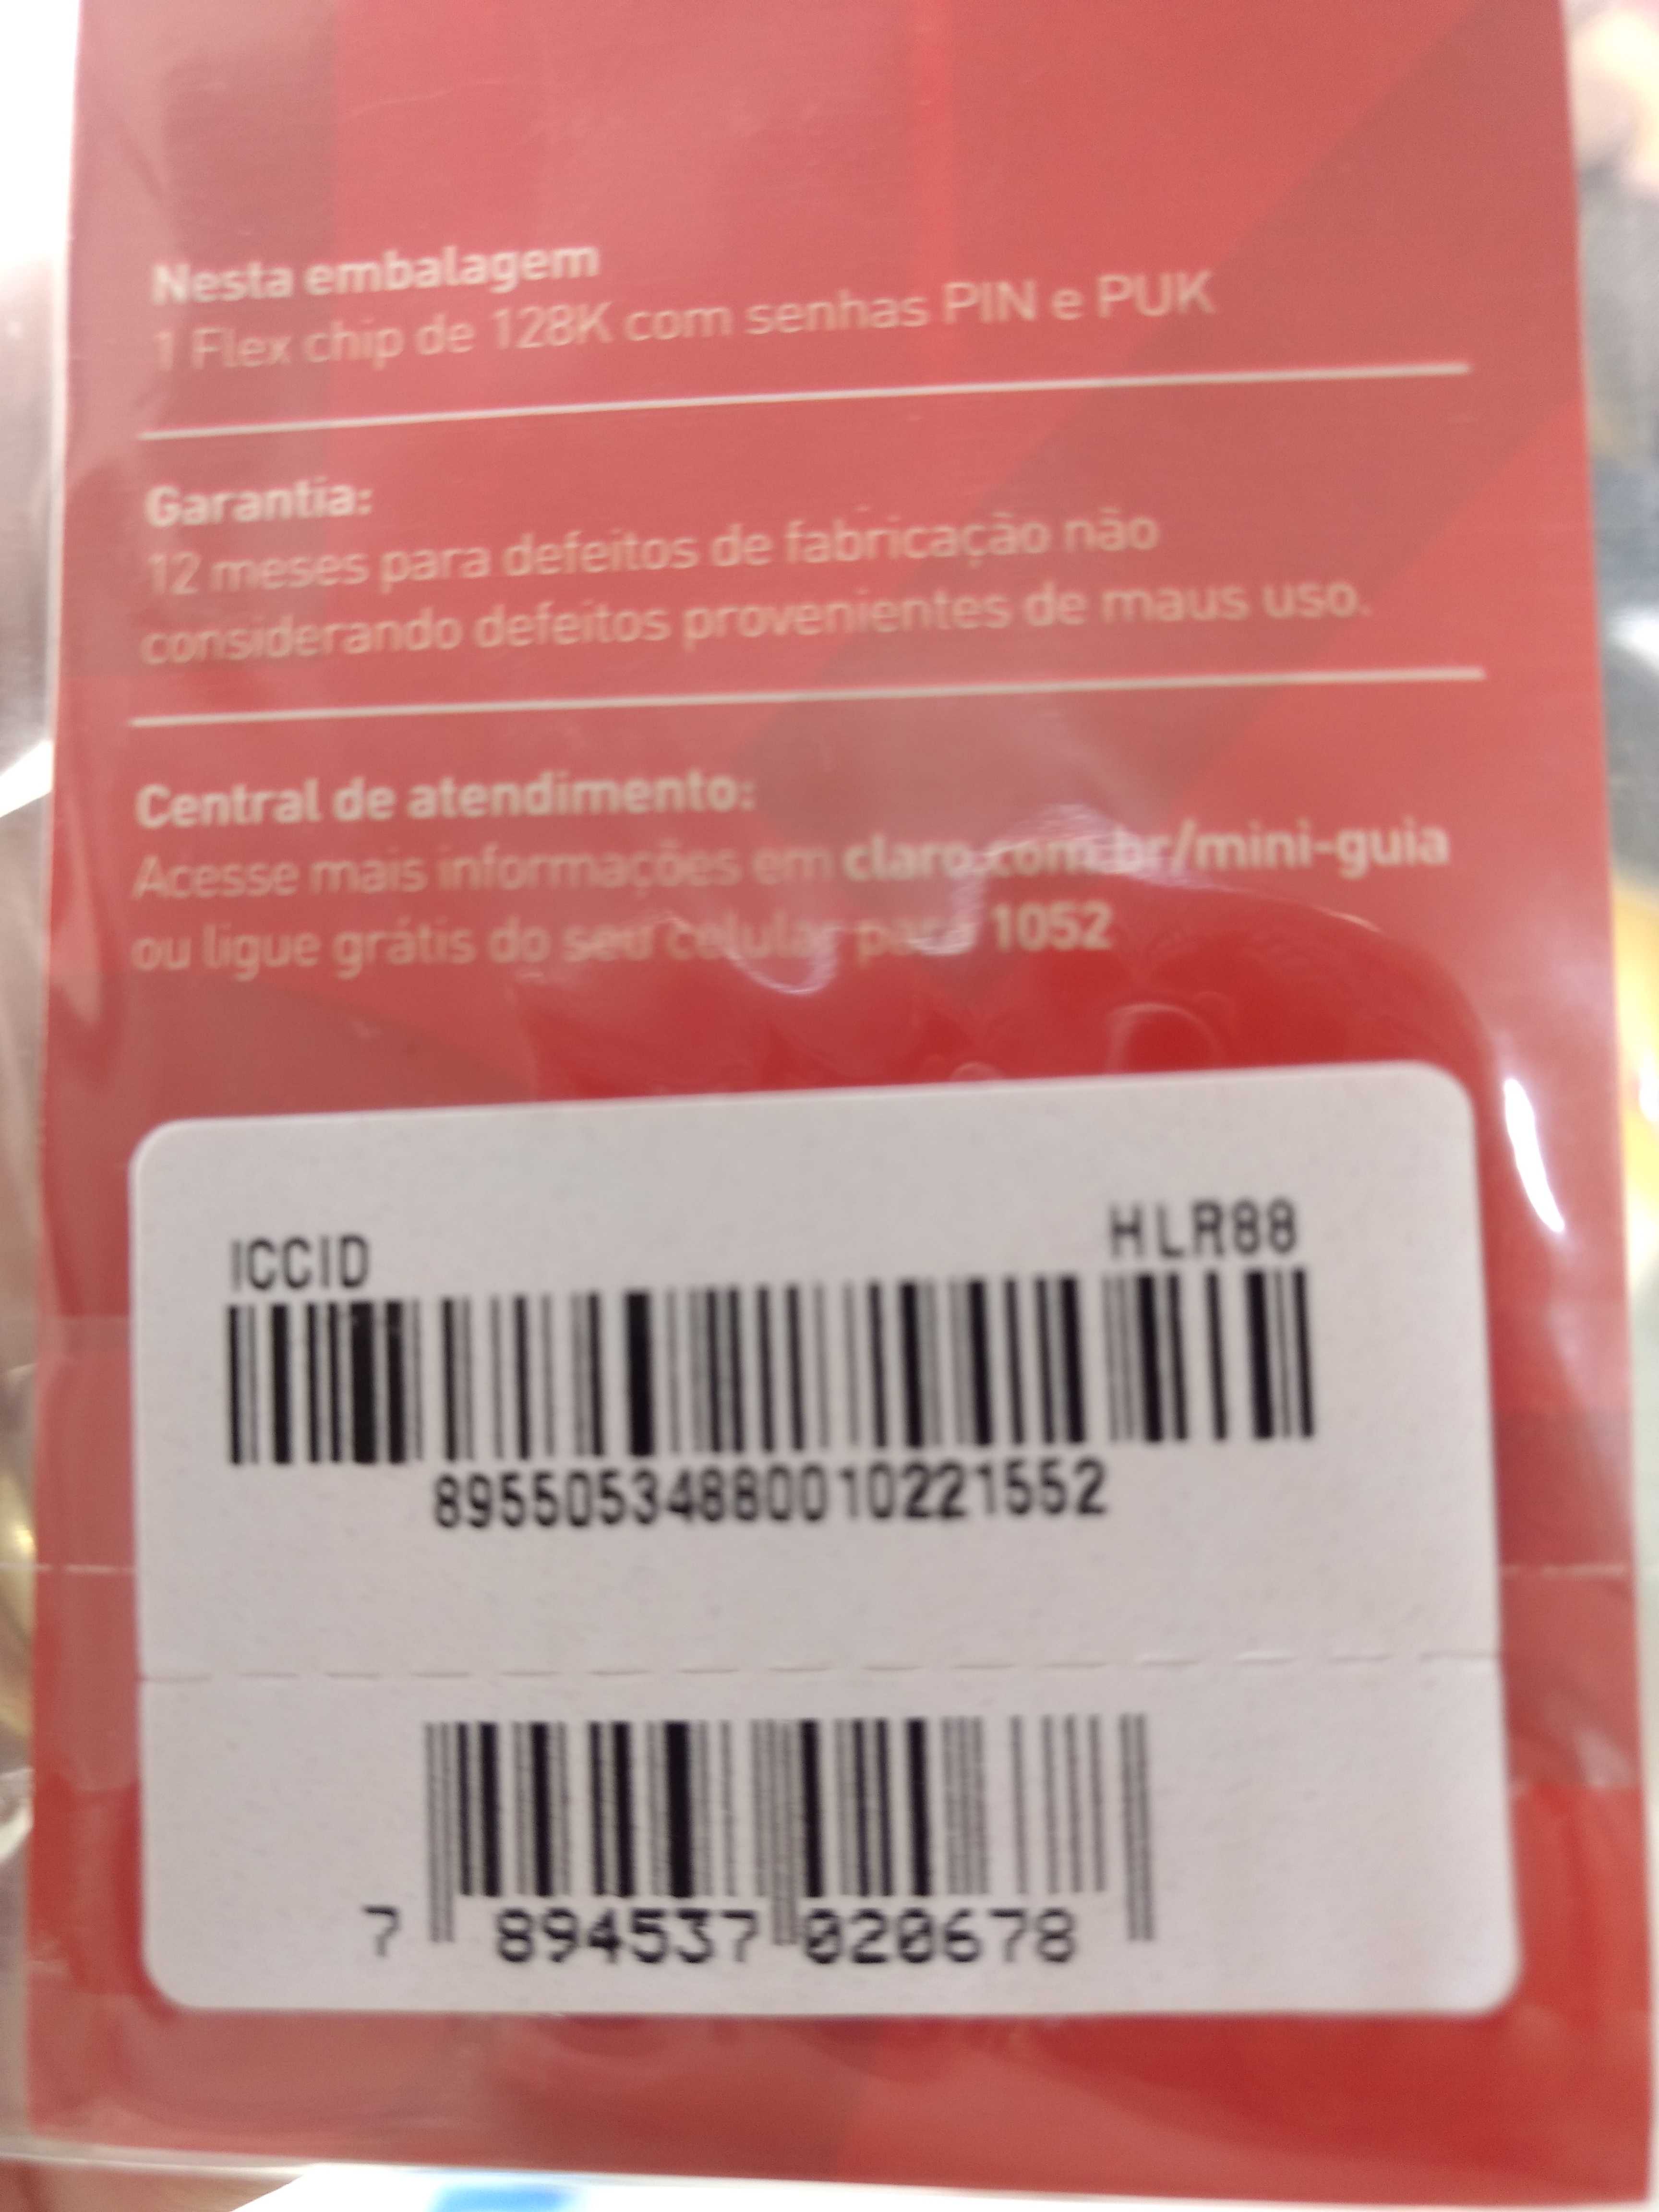 Nesta embalagem
1 Flex chip de 128K com senhas PIN e PUK
Garantia:
12 meses para defeitos de fabricação não
considerando defeitos provenientes de maus uso.
Central de atendimento:
Acesse mais informações em claro.com.br/mini-guia
ou ligue grátis do seu celular para 1052
ICCID HLR88
89550534880010221552
7 894537 020678